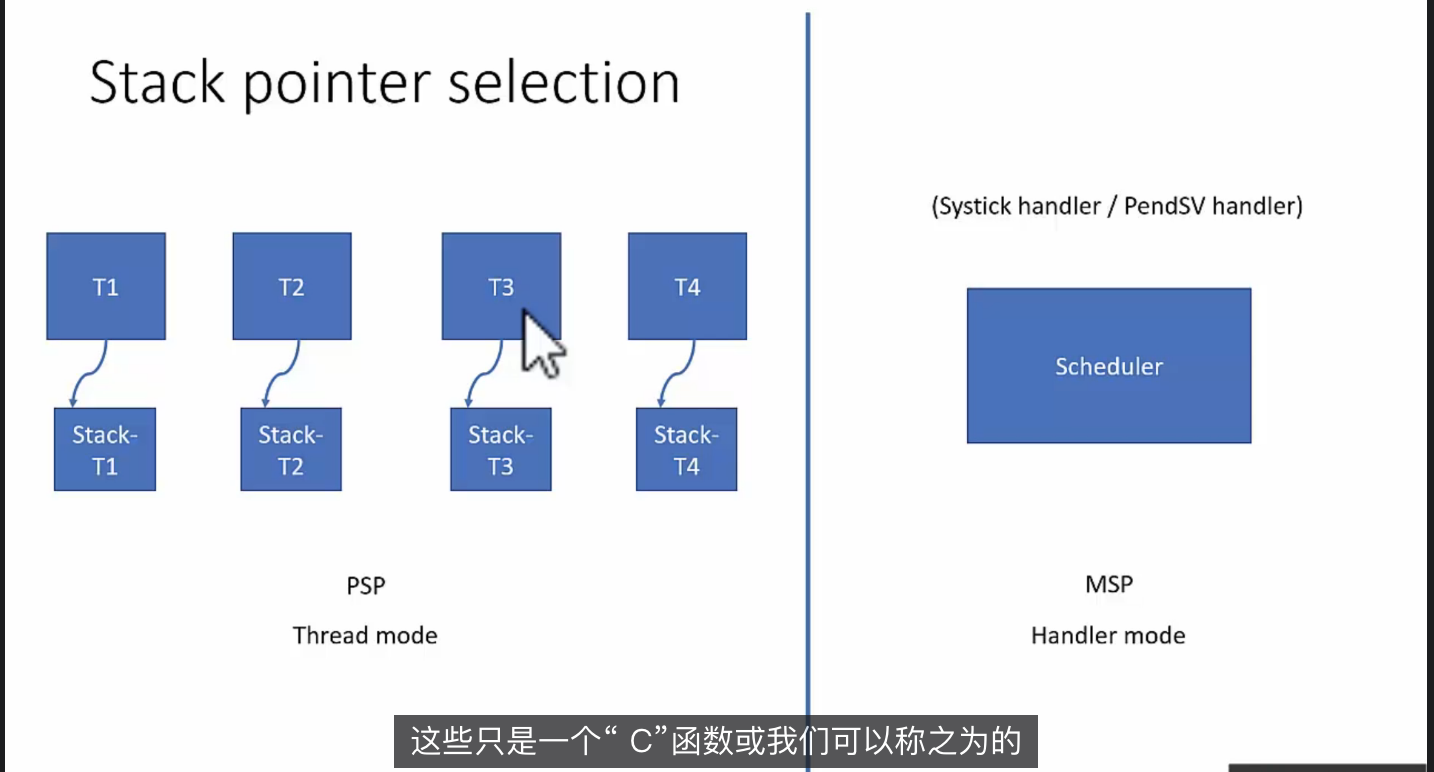 Stack pointer selection
(Systick handler / PendSV handler)
T1
T2
T3
T4
Scheduler
Stack-
T1
Stack-
T2
Stack-
T3
Stack-
T4
PSP
Thread mode
MSP
Handler mode
这些只是一个“ C”函数或我们可以称之为的